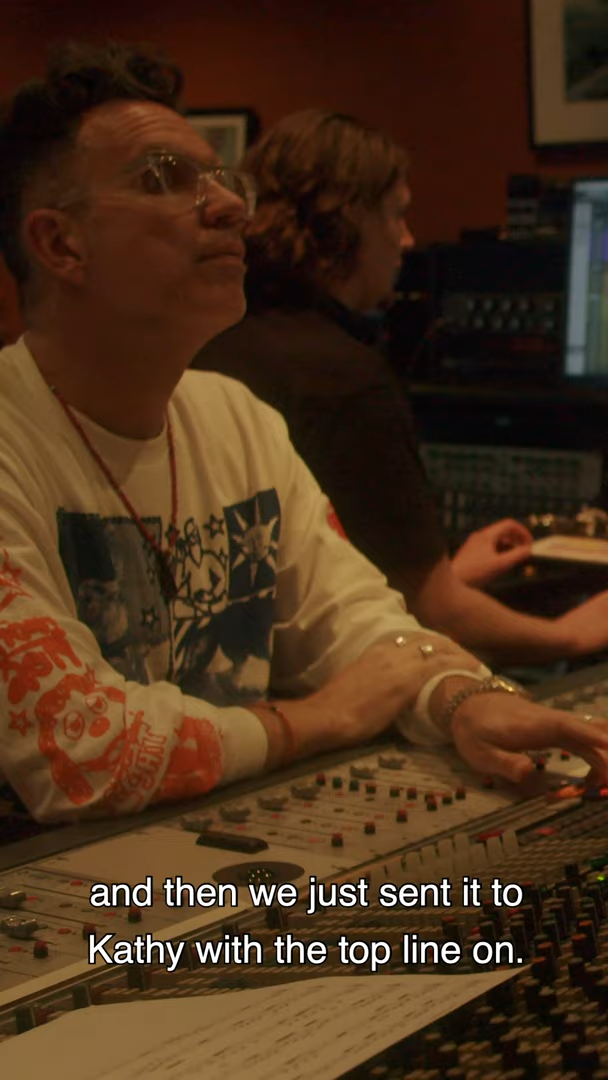 and then we just sent it to
Kathy with the top line on.